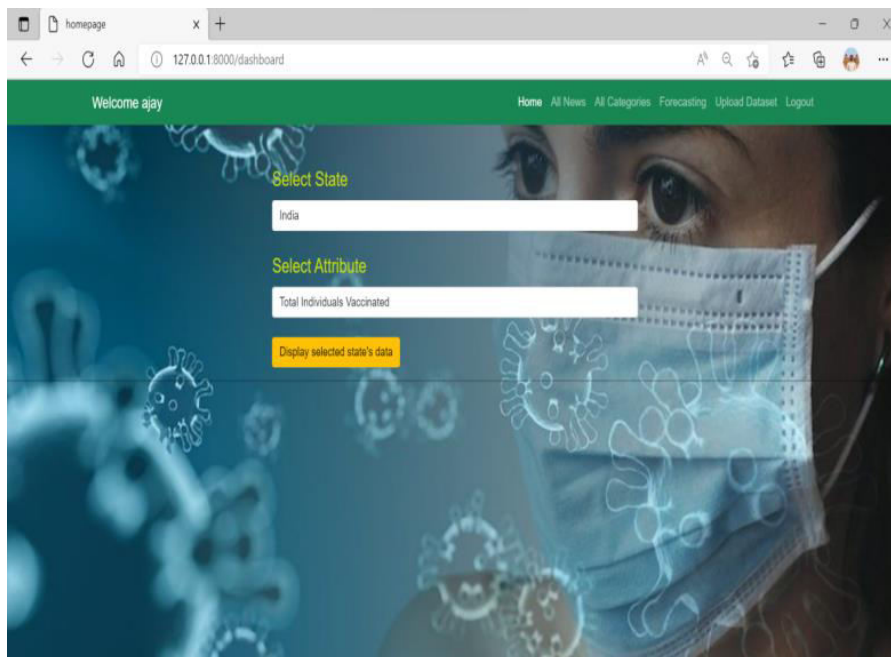 homepage
127.0.0.1:8000/dashboard
Welcome ajay
Home All News All Categories Forecasting Upload Dataset Logout
Select State
India
Select Attribute
Total Individuals Vaccinated
Display selected state's data